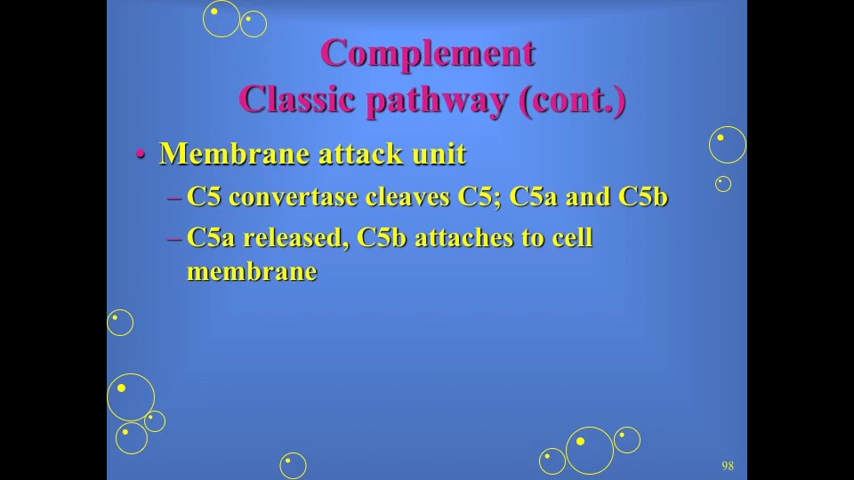 Complement
Classic pathway (cont.)
• Membrane attack unit
– C5 convertase cleaves C5; C5a and C5b
– C5a released, C5b attaches to cell
membrane
98